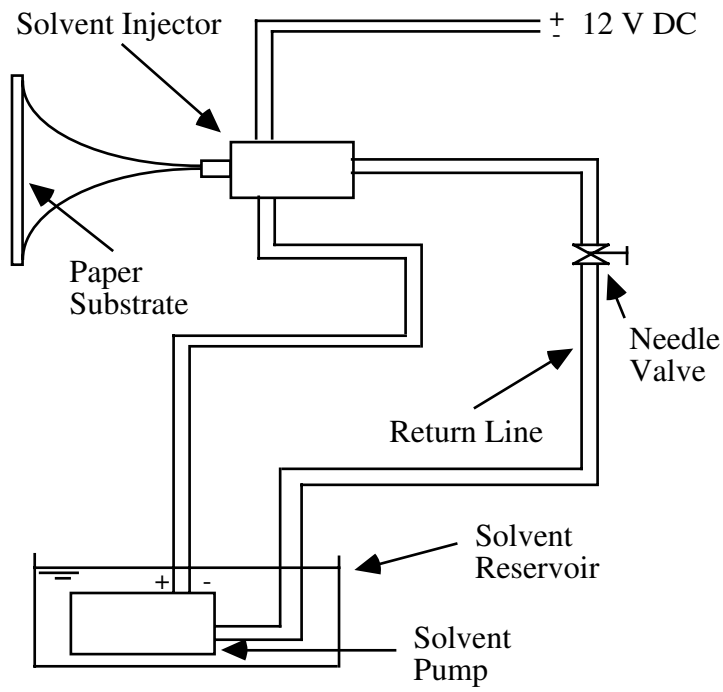 Solvent Injector
+
-
12 V DC
Paper
Substrate
Needle
Valve
Return Line
Solvent
Reservoir
+ -
Solvent
Pump